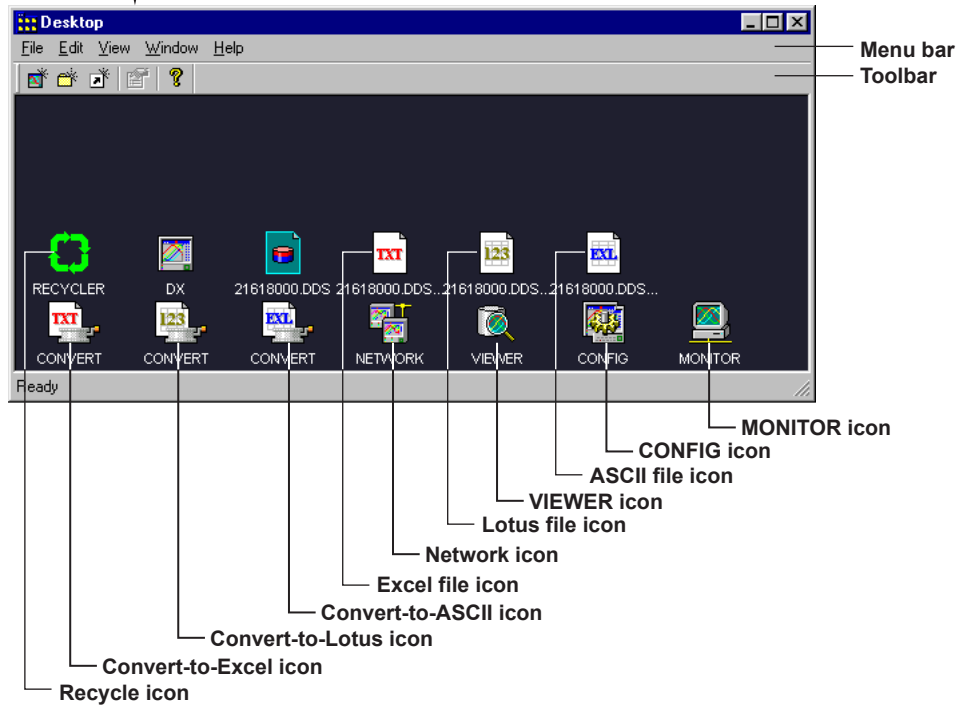 Desktop
File Edit View Window Help
Menu bar
Toolbar
TXT 123 EXL
RECYCLER DX 21618000.DDS 21618000.DDS... 21618000.DDS... 21618000.DDS...
TXT 123 EXL
CONVERT CONVERT CONVERT NETWORK VIEWER CONFIG MONITOR
Ready
MONITOR icon
CONFIG icon
ASCII file icon
VIEWER icon
Lotus file icon
Network icon
Excel file icon
Convert-to-ASCII icon
Convert-to-Lotus icon
Convert-to-Excel icon
Recycle icon